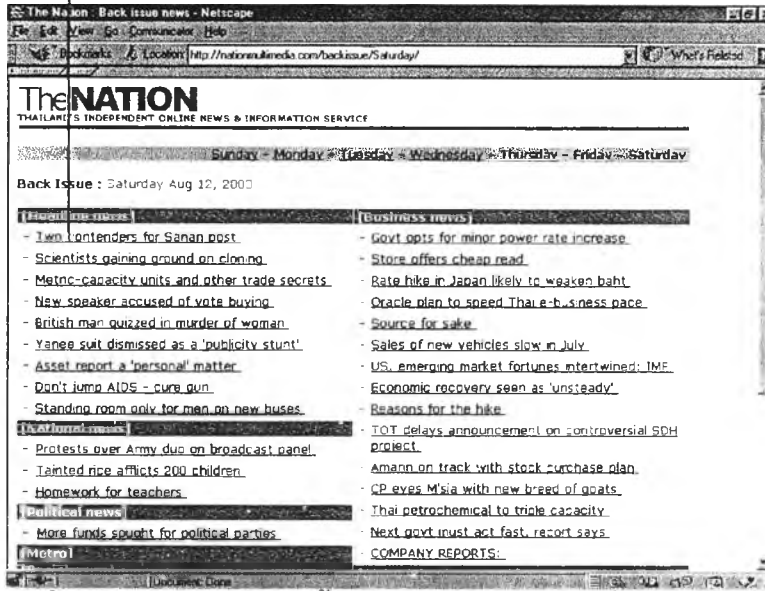 The Nation : Back issue news - Netscape
File Edit View Go Communicator Help
Bookmarks Location: http://nationmultimedia.com/backissue/Saturday/ What's Related
The NATION
THAILAND'S INDEPENDENT ONLINE NEWS & INFORMATION SERVICE
Sunday - Monday - Tuesday - Wednesday - Thursday - Friday - Saturday
Back Issue : Saturday Aug 12, 2000
[Headline news]
- Two contenders for Sanan post
- Scientists gaining ground on cloning
- Metric-capacity units and other trade secrets
- New speaker accused of vote buying
- British man quizzed in murder of woman
- Yanee suit dismissed as a 'publicity stunt'
- Asset report a 'personal' matter
- Don't jump AIDS - cure gun
- Standing room only for men on new buses
[National news]
- Protests over Army duo on broadcast panel
- Tainted rice afflicts 200 children
- Homework for teachers
[Political news]
- More funds sought for political parties
[Metro]
[Business news]
- Govt opts for minor power rate increase
- Store offers cheap read
- Rate hike in Japan likely to weaken baht
- Oracle plan to speed Thai e-business pace
- Source for sake
- Sales of new vehicles slow in July
- US, emerging market fortunes intertwined: IMF
- Economic recovery seen as 'unsteady'
- Reasons for the hike
- TOT delays announcement on controversial SDH
project
- Amann on track with stock purchase plan
- CP eyes M'sia with new breed of goats
- Thai petrochemical to triple capacity
- Next govt must act fast, report says
- COMPANY REPORTS:
Document: Done